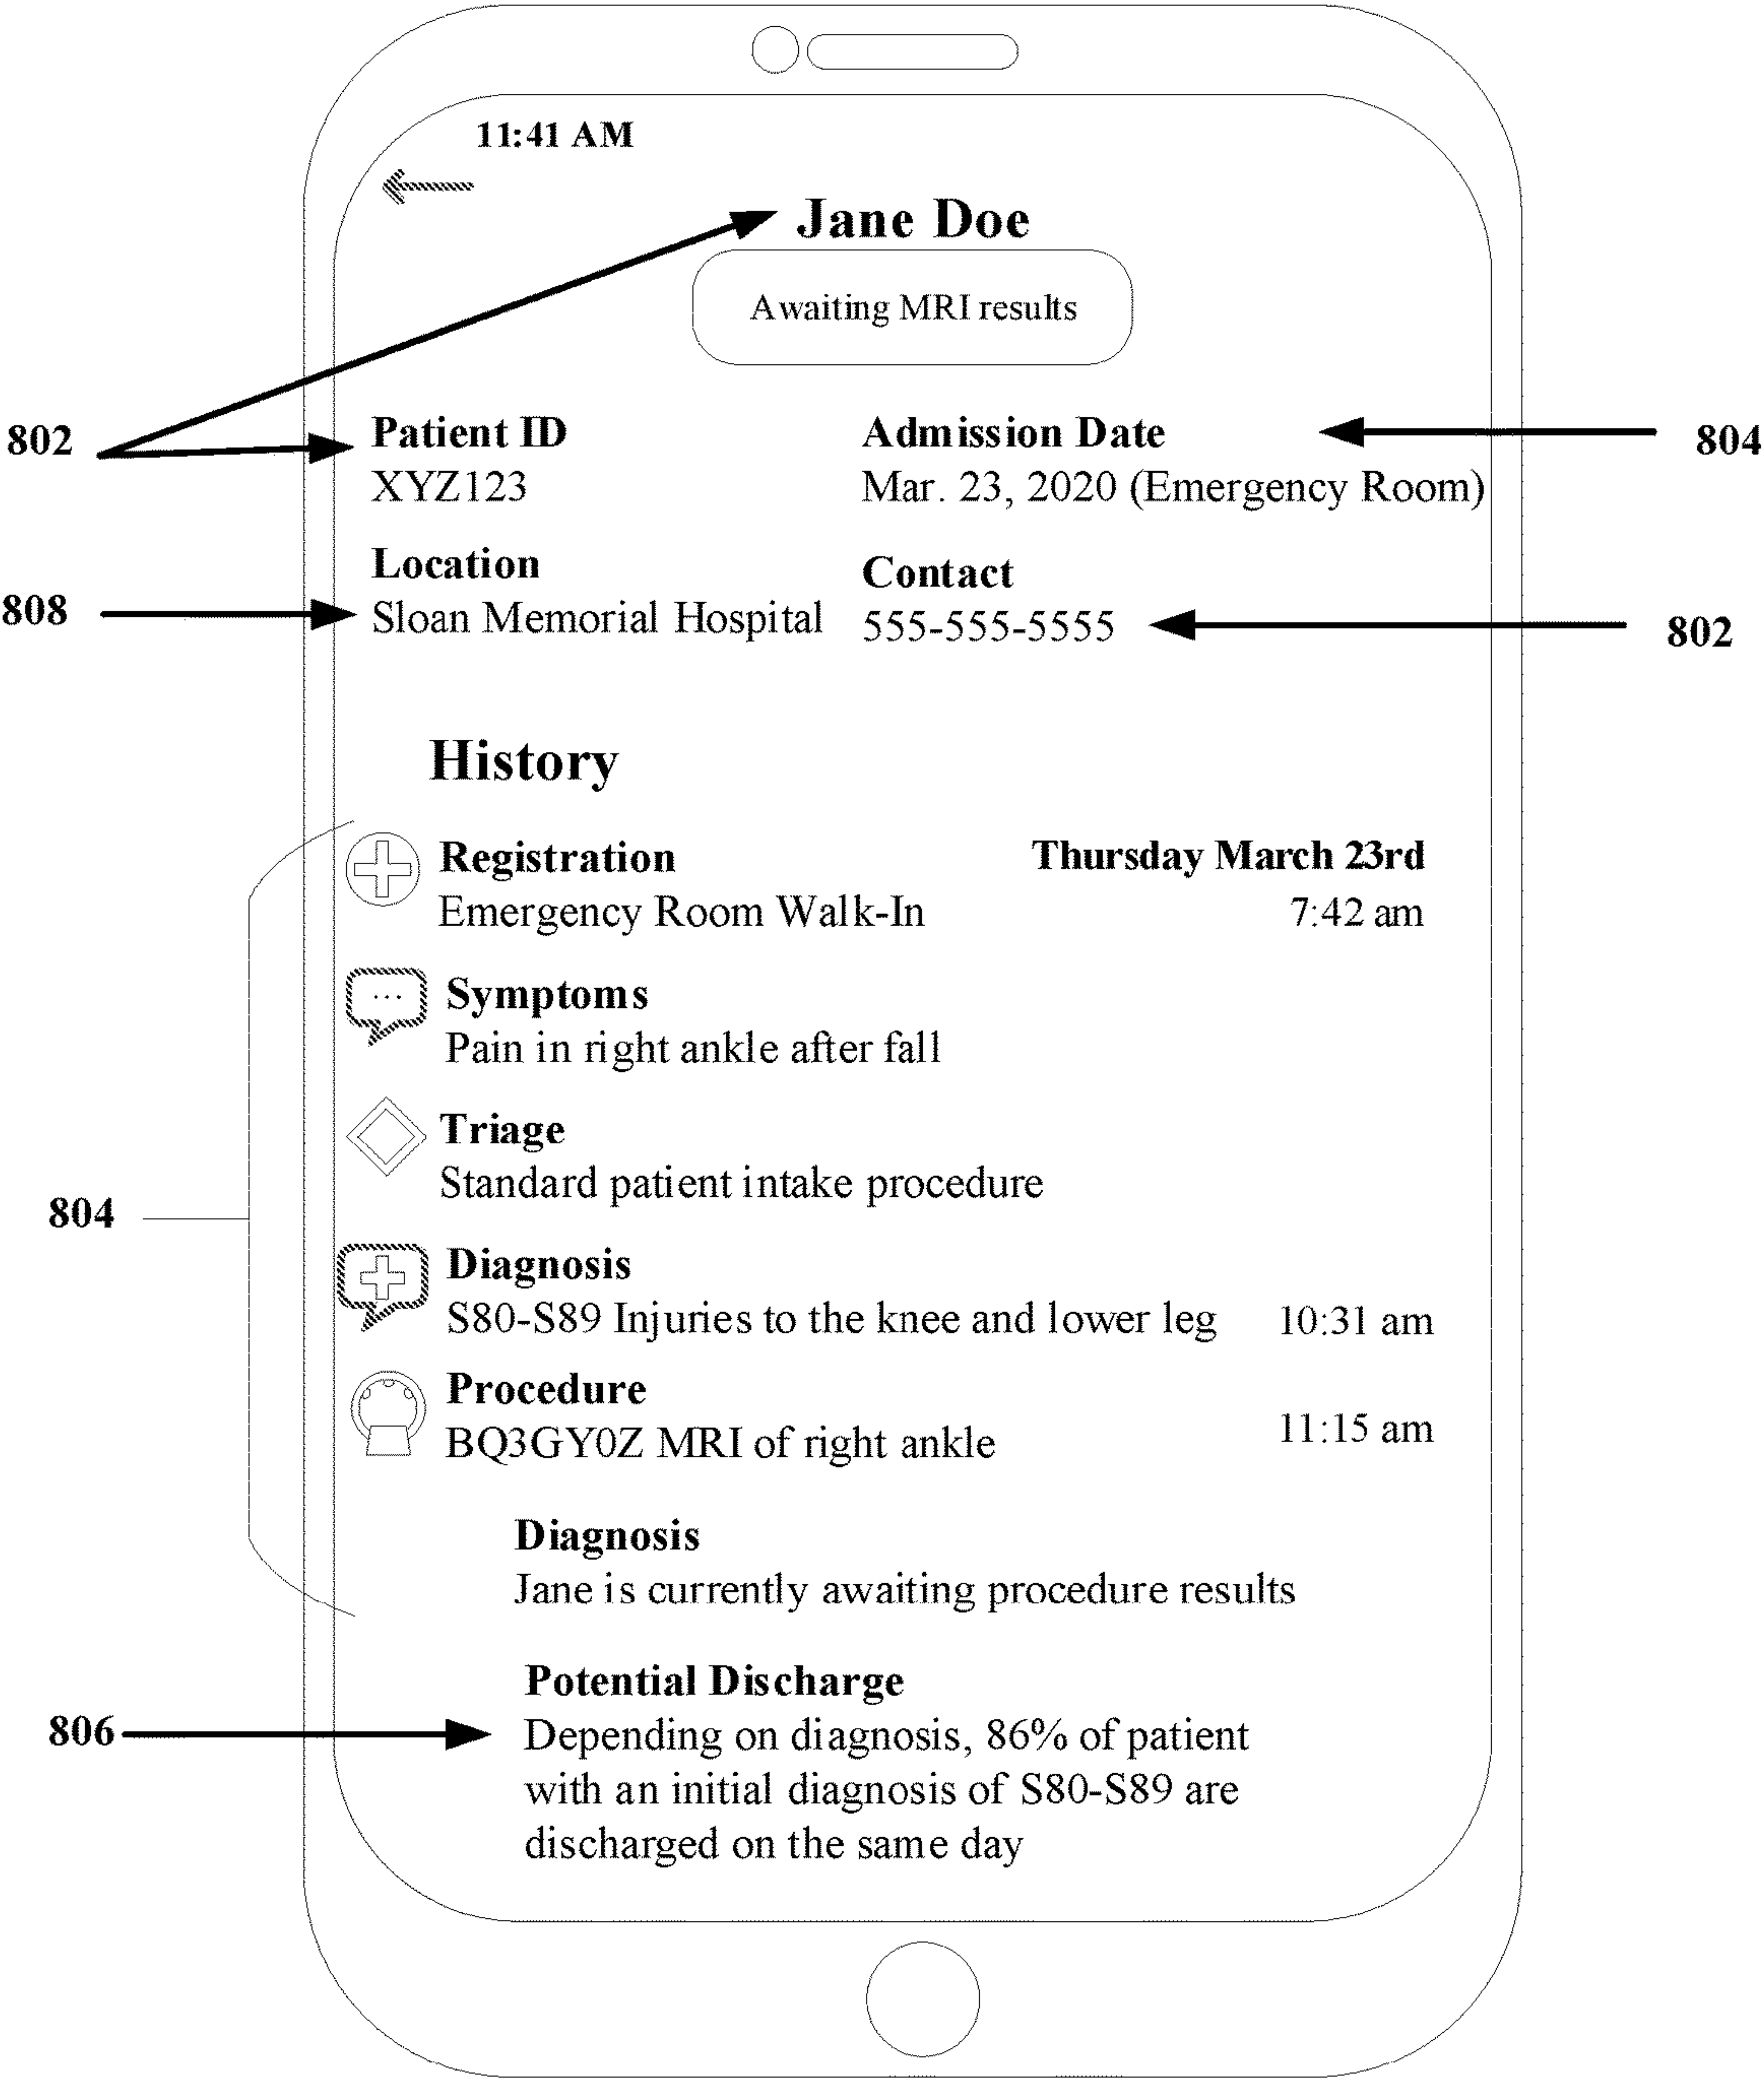 11:41 AM
Jane Doe
Awaiting MRI results
802
Patient ID
XYZ123
Admission Date
Mar. 23, 2020 (Emergency Room)
804
808
Location
Sloan Memorial Hospital
Contact
555-555-5555
802
History
Registration
Emergency Room Walk-In
Thursday March 23rd
7:42 am
Symptoms
Pain in right ankle after fall
Triage
Standard patient intake procedure
804
Diagnosis
S80-S89 Injuries to the knee and lower leg
10:31 am
Procedure
BQ3GY0Z MRI of right ankle
11:15 am
Diagnosis
Jane is currently awaiting procedure results
Potential Discharge
806
Depending on diagnosis, 86% of patient
with an initial diagnosis of S80-S89 are
discharged on the same day